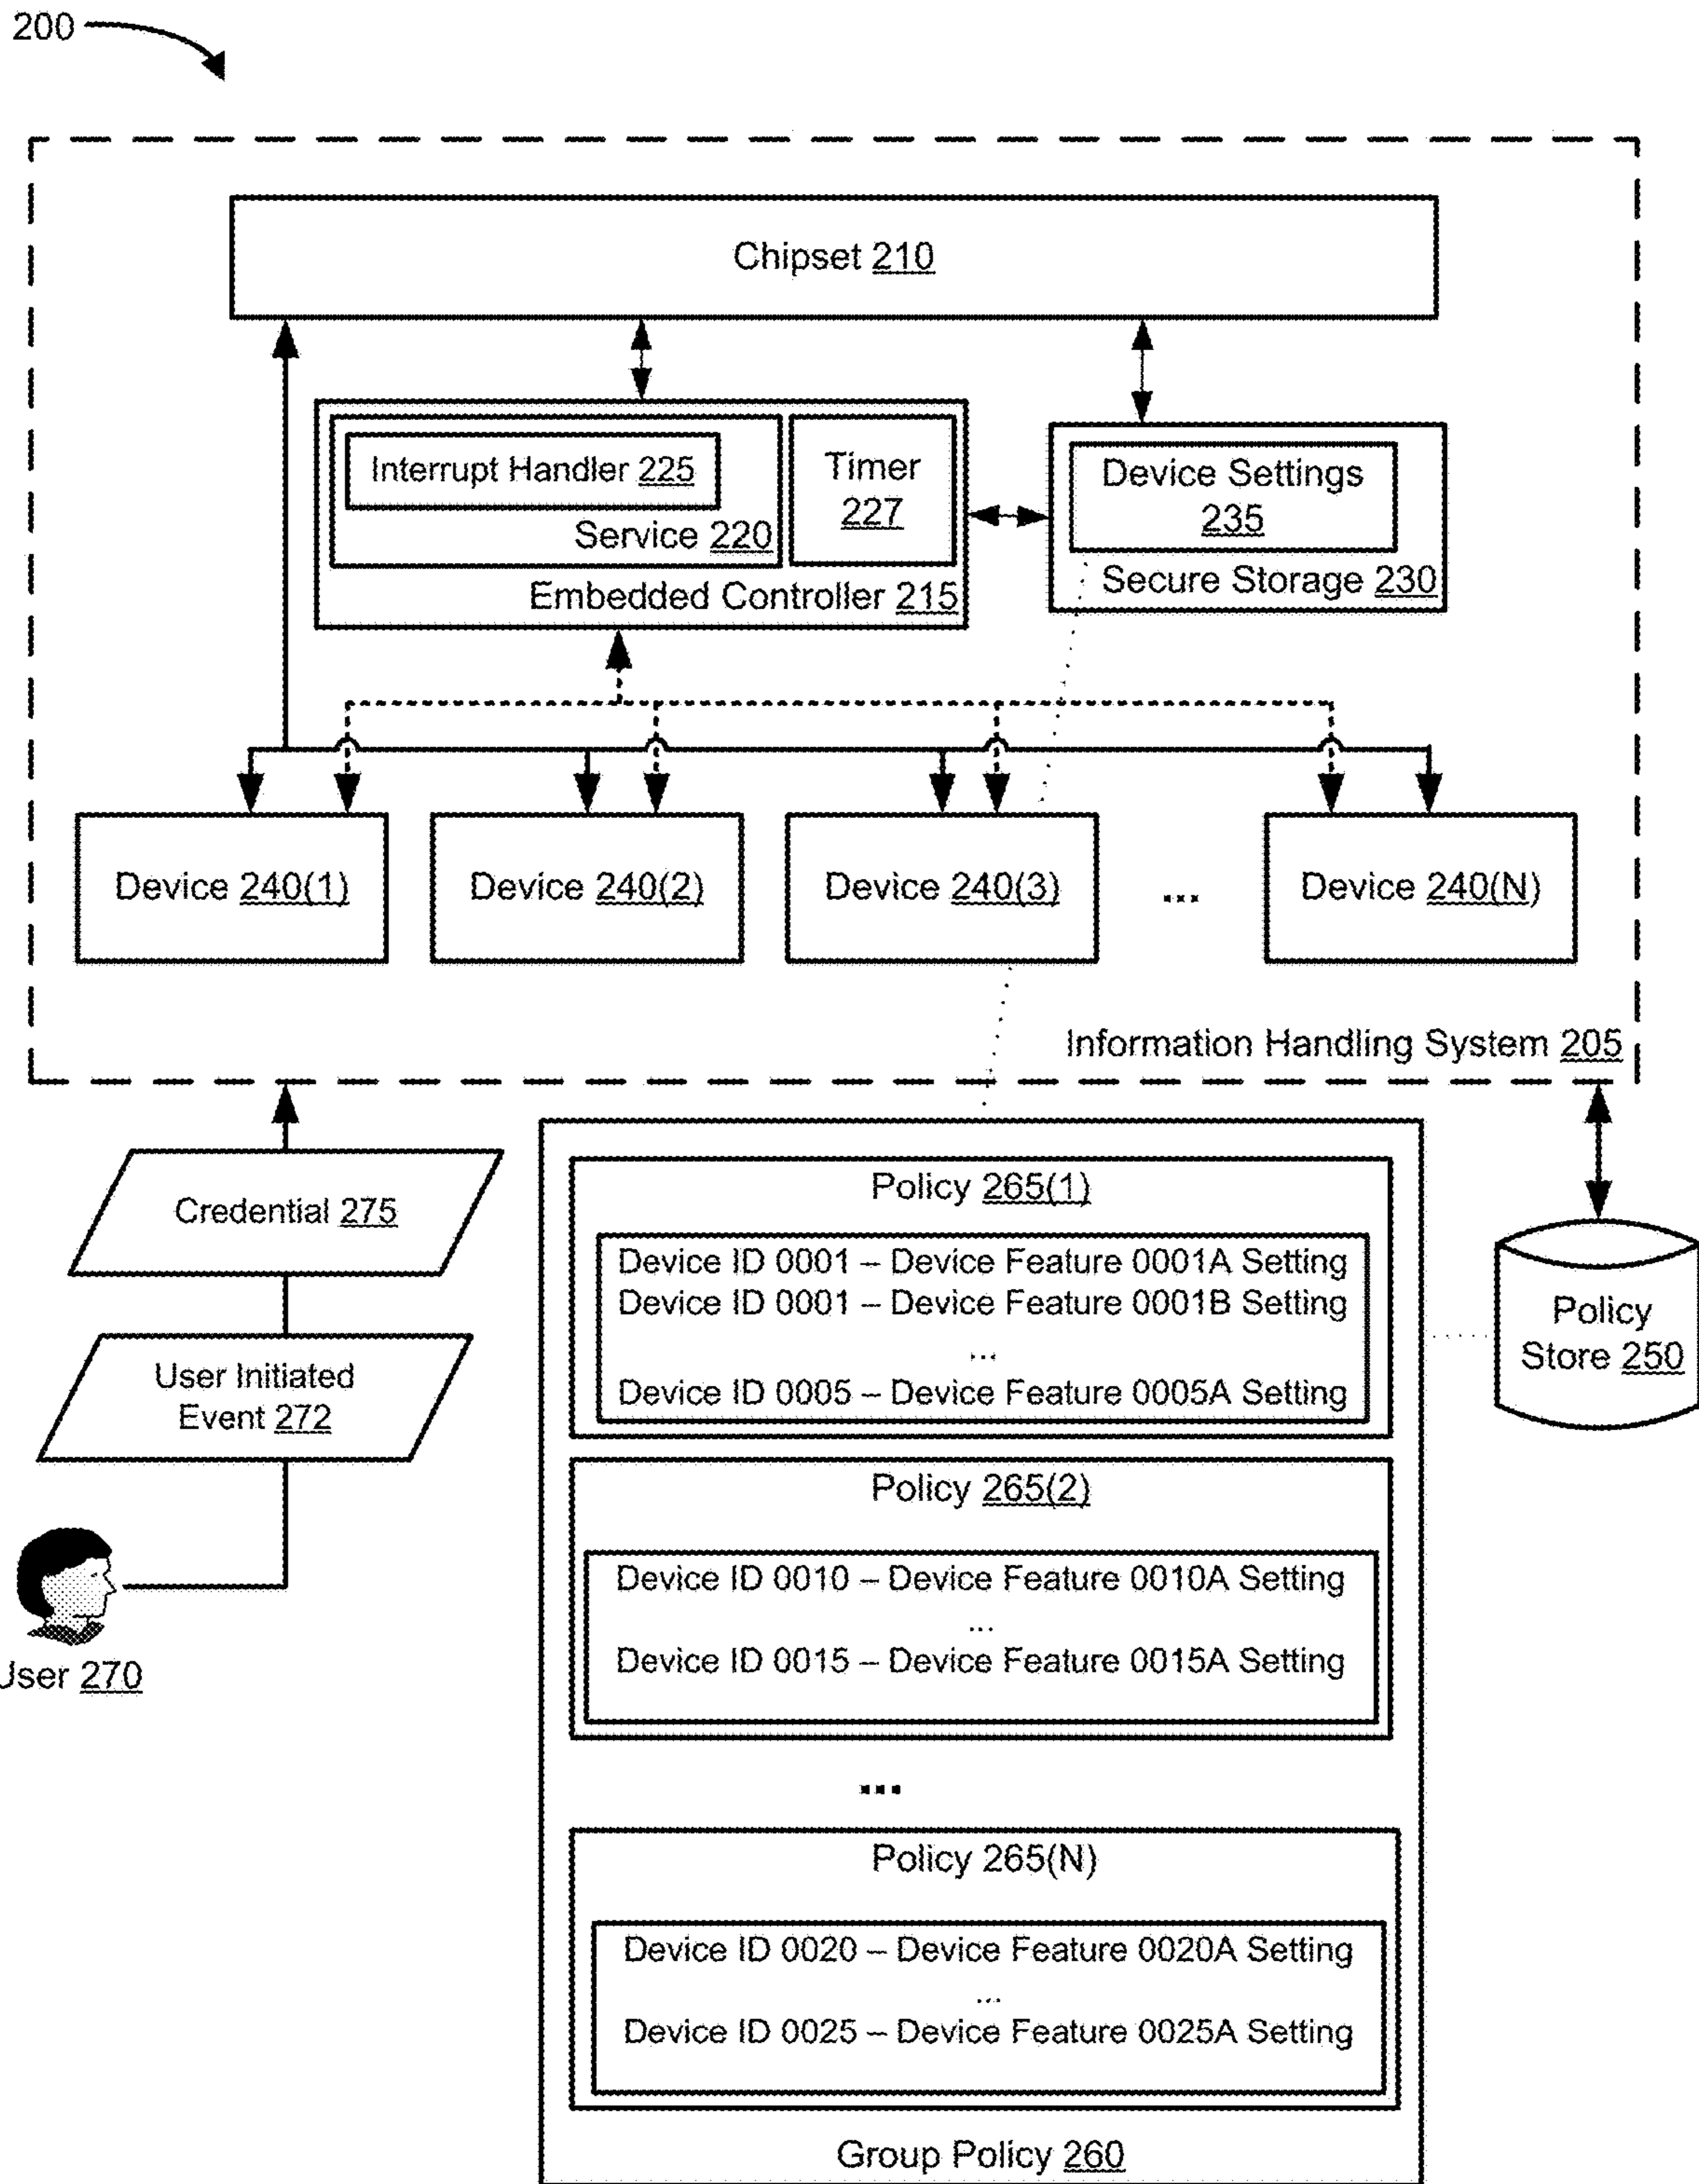 200
Chipset 210
Interrupt Handler 225
Service 220
Timer
227
Embedded Controller 215
Device Settings
235
Secure Storage 230
Device 240(1)
Device 240(2)
Device 240(3)
...
Device 240(N)
Information Handling System 205
Credential 275
User Initiated
Event 272
User 270
Policy 265(1)
Device ID 0001 – Device Feature 0001A Setting
Device ID 0001 – Device Feature 0001B Setting
...
Device ID 0005 – Device Feature 0005A Setting
Policy 265(2)
Device ID 0010 – Device Feature 0010A Setting
...
Device ID 0015 – Device Feature 0015A Setting
...
Policy 265(N)
Device ID 0020 – Device Feature 0020A Setting
...
Device ID 0025 – Device Feature 0025A Setting
Group Policy 260
Policy
Store 250